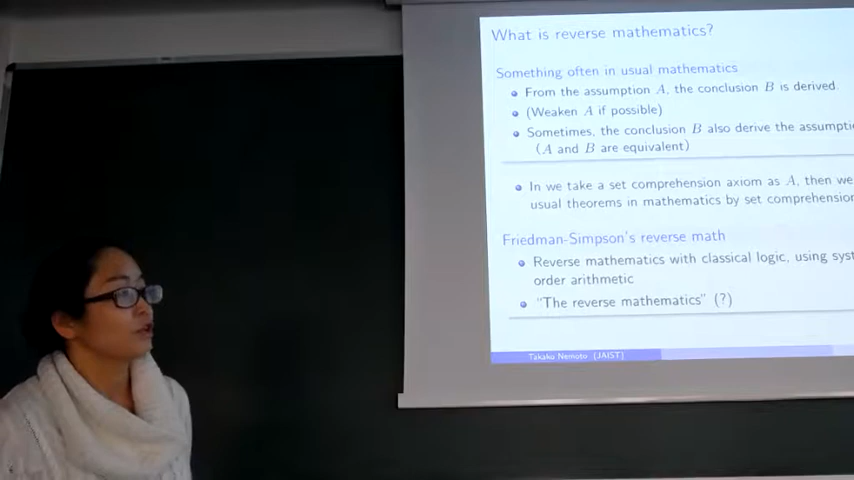 What is reverse mathematics?
Something often in usual mathematics
From the assumption A, the conclusion B is derived.
(Weaken A if possible)
Sometimes, the conclusion B also derive the assumptio
(A and B are equivalent)
In we take a set comprehension axiom as A, then we
usual theorems in mathematics by set comprehension
Friedman-Simpson's reverse math
Reverse mathematics with classical logic, using syst
order arithmetic
"The reverse mathematics" (?)
Takako Nemoto (JAIST)